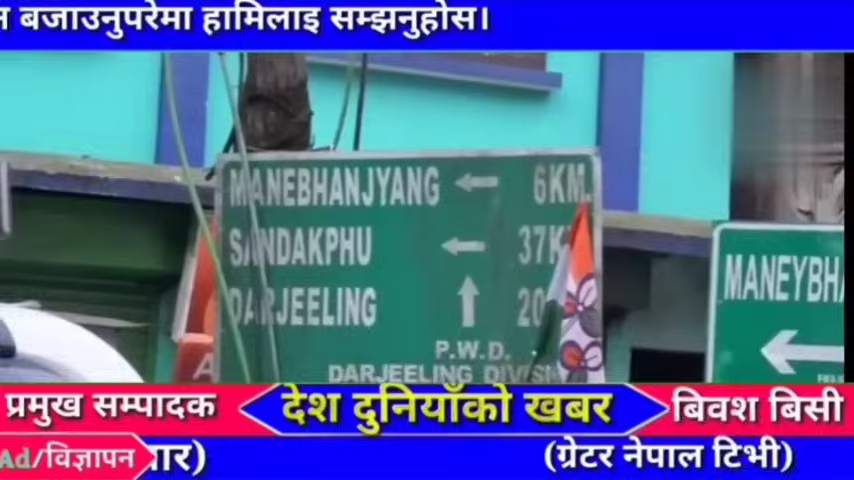 बजाउनुपरेमा हामिलाइ सम्झनुहोस।
MANEBHANJYANG ← 6KM.
SANDAKPHU ← 37K
DARJEELING ↑ 20
P.W.D.
DARJEELING DIVISI
MANEYBHA
←
प्रमुख सम्पादक
देश दुनियाँको खबर
बिवश बिसी
Ad/विज्ञापन
(ग्रेटर नेपाल टिभी)